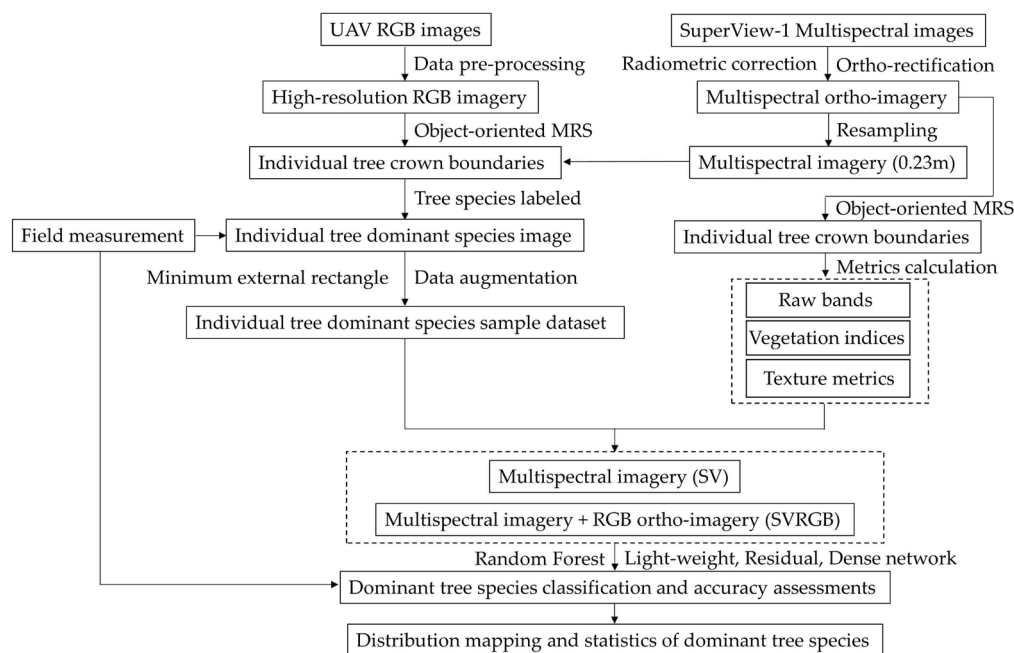 UAV RGB images
SuperView-1 Multispectral images
Data pre-processing
Radiometric correction
Ortho-rectification
High-resolution RGB imagery
Multispectral ortho-imagery
Object-oriented MRS
Resampling
Individual tree crown boundaries
Multispectral imagery (0.23m)
Tree species labeled
Object-oriented MRS
Field measurement
Individual tree dominant species image
Individual tree crown boundaries
Minimum external rectangle
Data augmentation
Metrics calculation
Raw bands
Individual tree dominant species sample dataset
Vegetation indices
Texture metrics
Multispectral imagery (SV)
Multispectral imagery + RGB ortho-imagery (SVRGB)
Random Forest
Light-weight, Residual, Dense network
Dominant tree species classification and accuracy assessments
Distribution mapping and statistics of dominant tree species